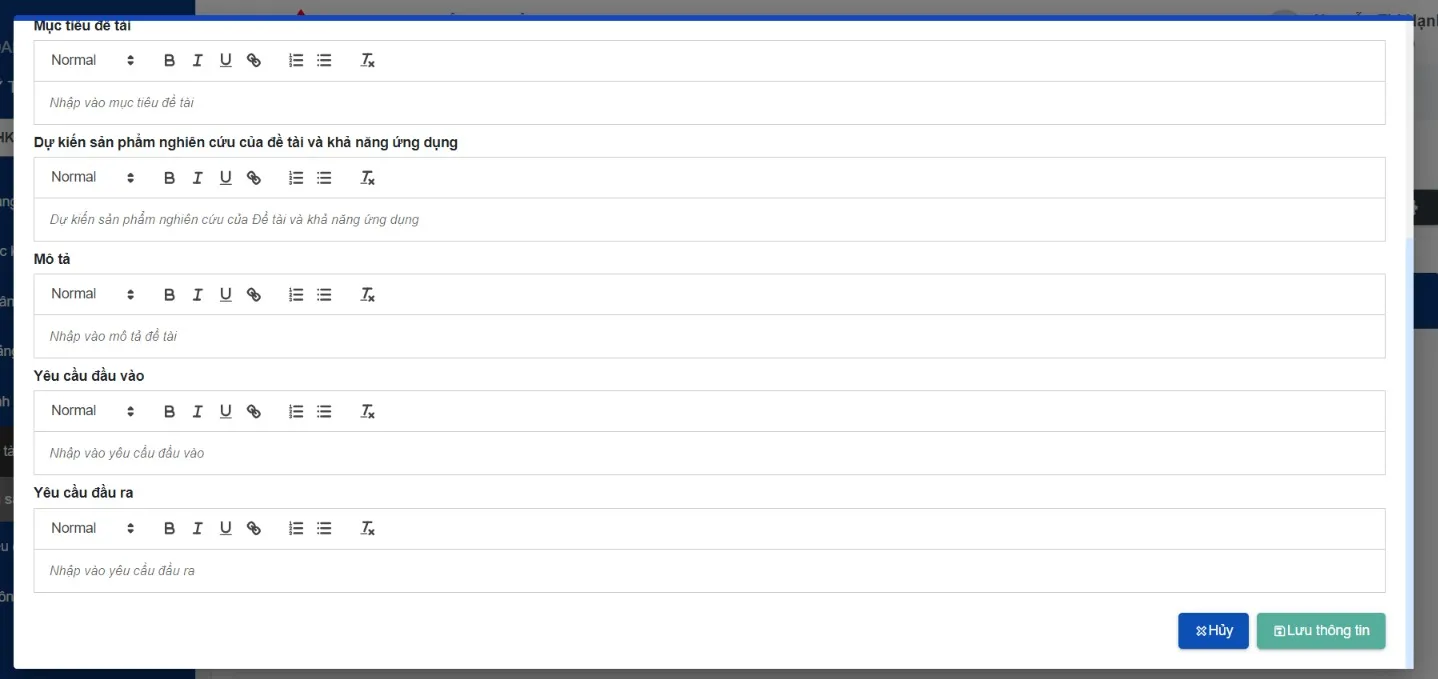 Mục tiêu đề tài
Normal
Nhập vào mục tiêu đề tài
Dự kiến sản phẩm nghiên cứu của đề tài và khả năng ứng dụng
Normal
Dự kiến sản phẩm nghiên cứu của Đề tài và khả năng ứng dụng
Mô tả
Normal
Nhập vào mô tả đề tài
Yêu cầu đầu vào
Normal
Nhập vào yêu cầu đầu vào
Yêu cầu đầu ra
Normal
Nhập vào yêu cầu đầu ra
Hủy
Lưu thông tin